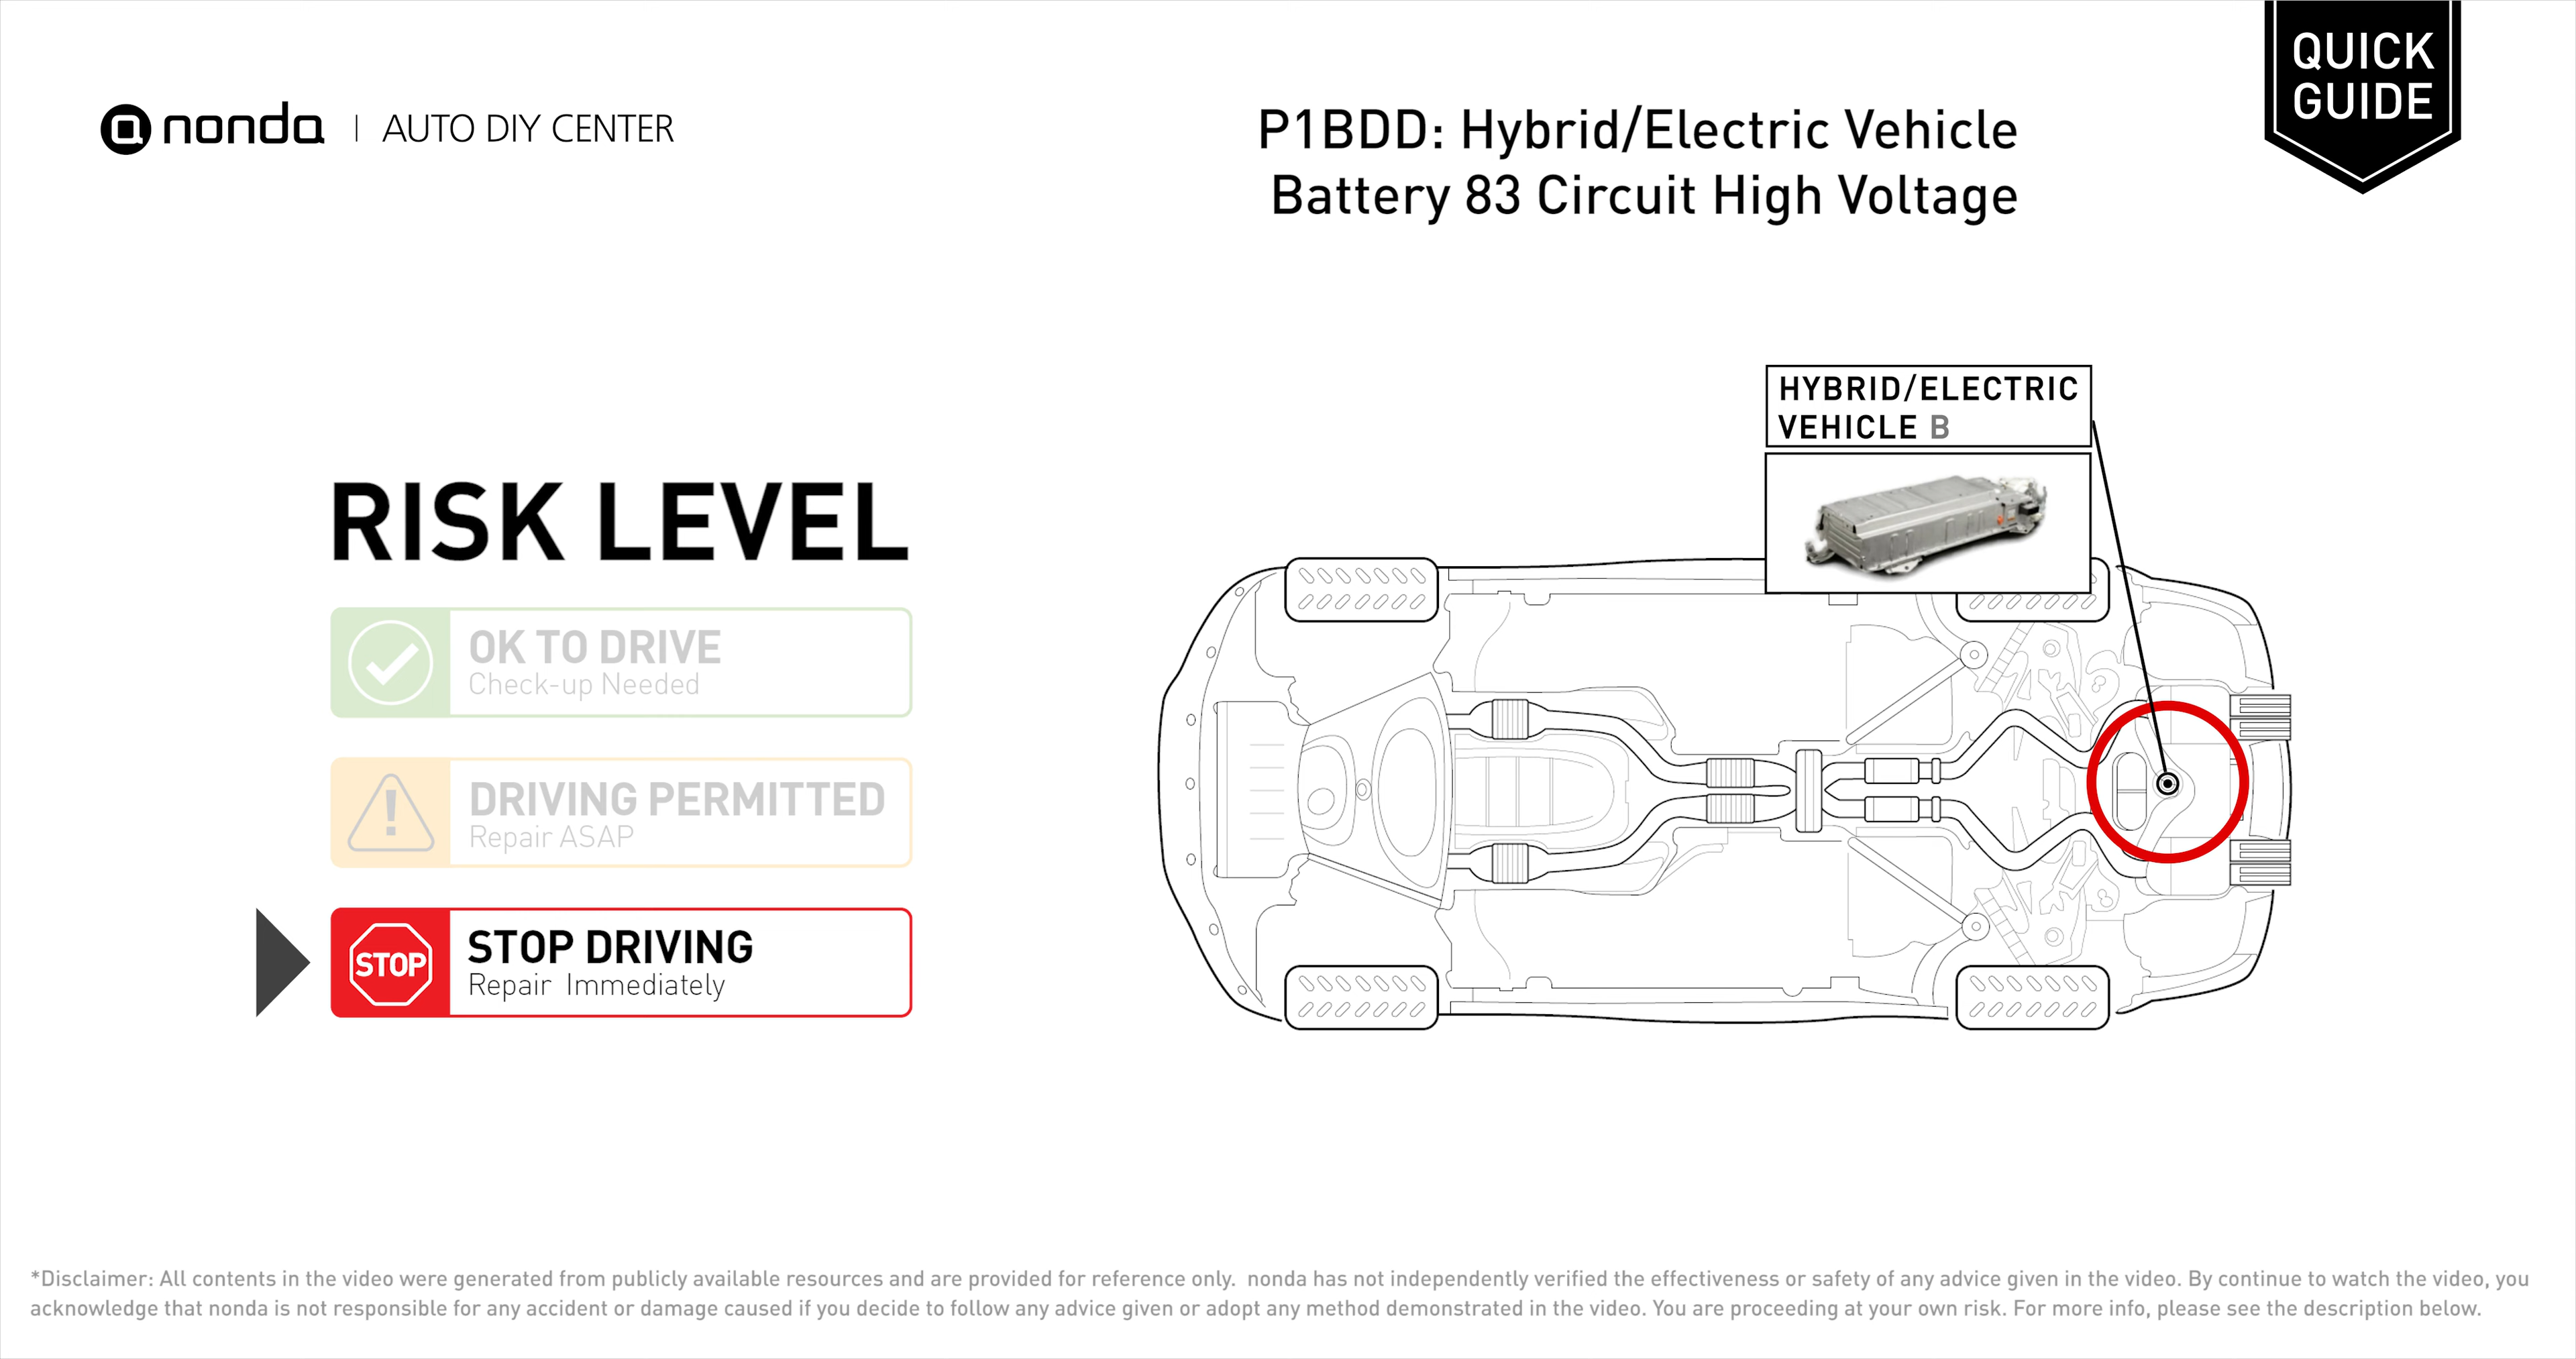 nonda | AUTO DIY CENTER
P1BDD: Hybrid/Electric Vehicle
Battery 83 Circuit High Voltage
QUICK
GUIDE
HYBRID/ELECTRIC
VEHICLE B
RISK LEVEL
OK TO DRIVE
Check-up Needed
DRIVING PERMITTED
Repair ASAP
STOP
STOP DRIVING
Repair Immediately
*Disclaimer: All contents in the video were generated from publicly available resources and are provided for reference only. nonda has not independently verified the effectiveness or safety of any advice given in the video. By continue to watch the video, you
acknowledge that nonda is not responsible for any accident or damage caused if you decide to follow any advice given or adopt any method demonstrated in the video. You are proceeding at your own risk. For more info, please see the description below.